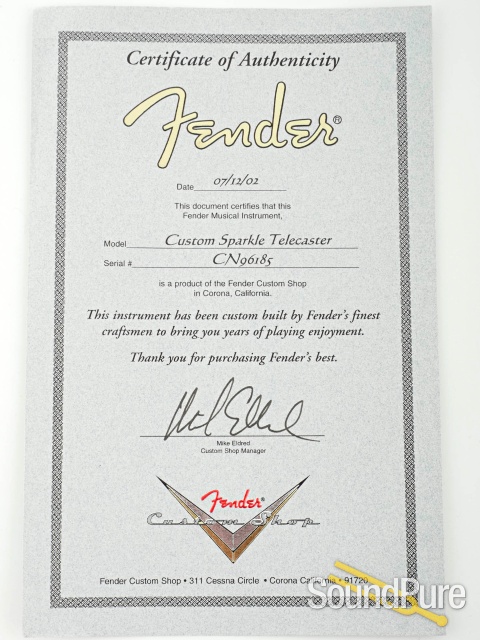 Certificate of Authenticity
Fender®
Date 07/12/02
This document certifies that this
Fender Musical Instrument,
Model Custom Sparkle Telecaster
Serial # CN96185
is a product of the Fender Custom Shop
in Corona, California.
This instrument has been custom built by Fender's finest
craftsmen to bring you years of playing enjoyment.
Thank you for purchasing Fender's best.
Mike Eldred
Custom Shop Manager
Fender®
Custom Shop
Fender Custom Shop • 311 Cessna Circle • Corona California • 91720
SoundPure